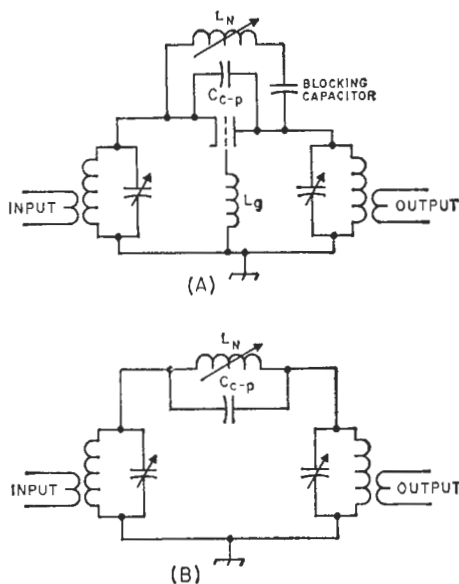 LN
CC-P
BLOCKING
CAPACITOR
INPUT
Lg
OUTPUT
(A)
LN
CC-P
INPUT
OUTPUT
(B)